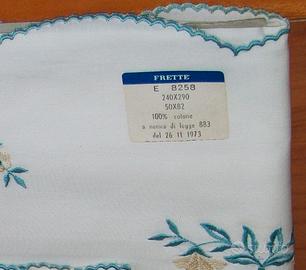 FRETTE
E 8258
240X290
50X82
100% cotone
a norma di legge 883
del 26 11 1973